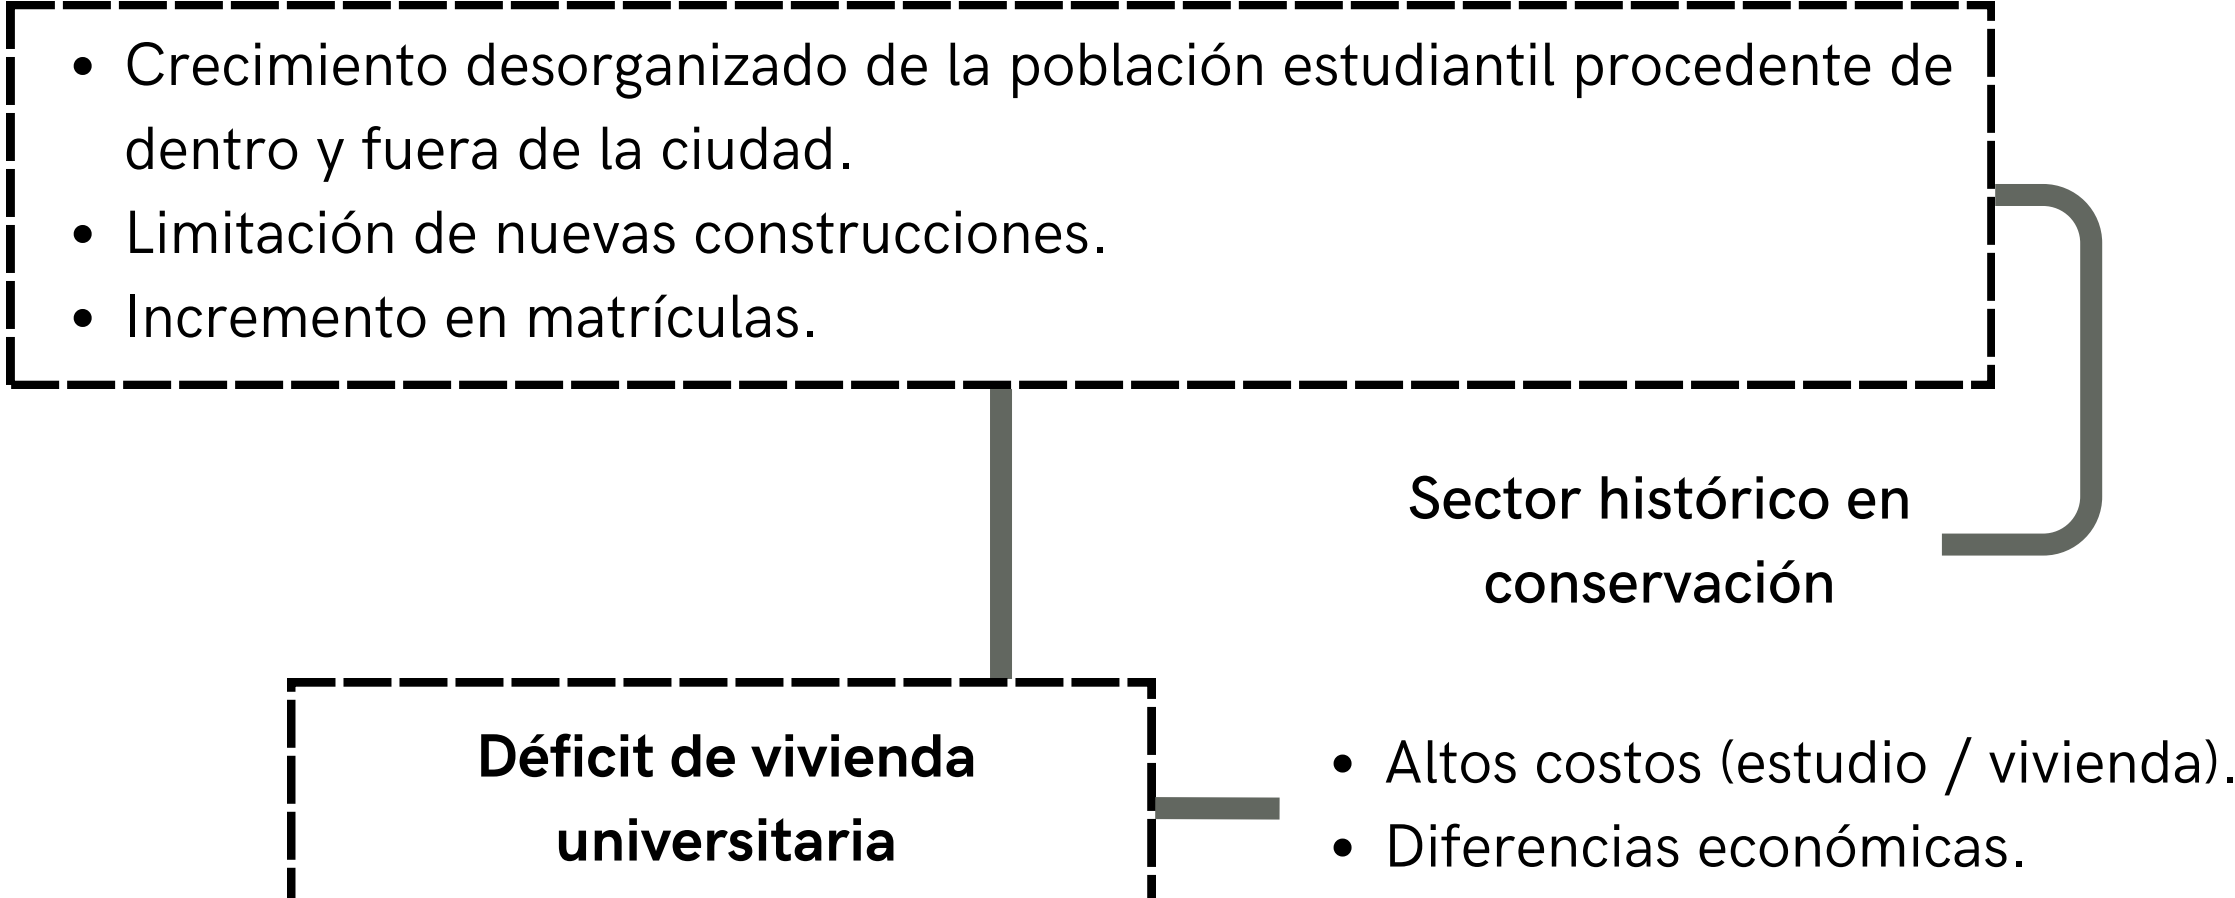 • Crecimiento desorganizado de la población estudiantil procedente de
dentro y fuera de la ciudad.
• Limitación de nuevas construcciones.
• Incremento en matrículas.
Sector histórico en
conservación
Déficit de vivienda
universitaria
• Altos costos (estudio / vivienda).
• Diferencias económicas.